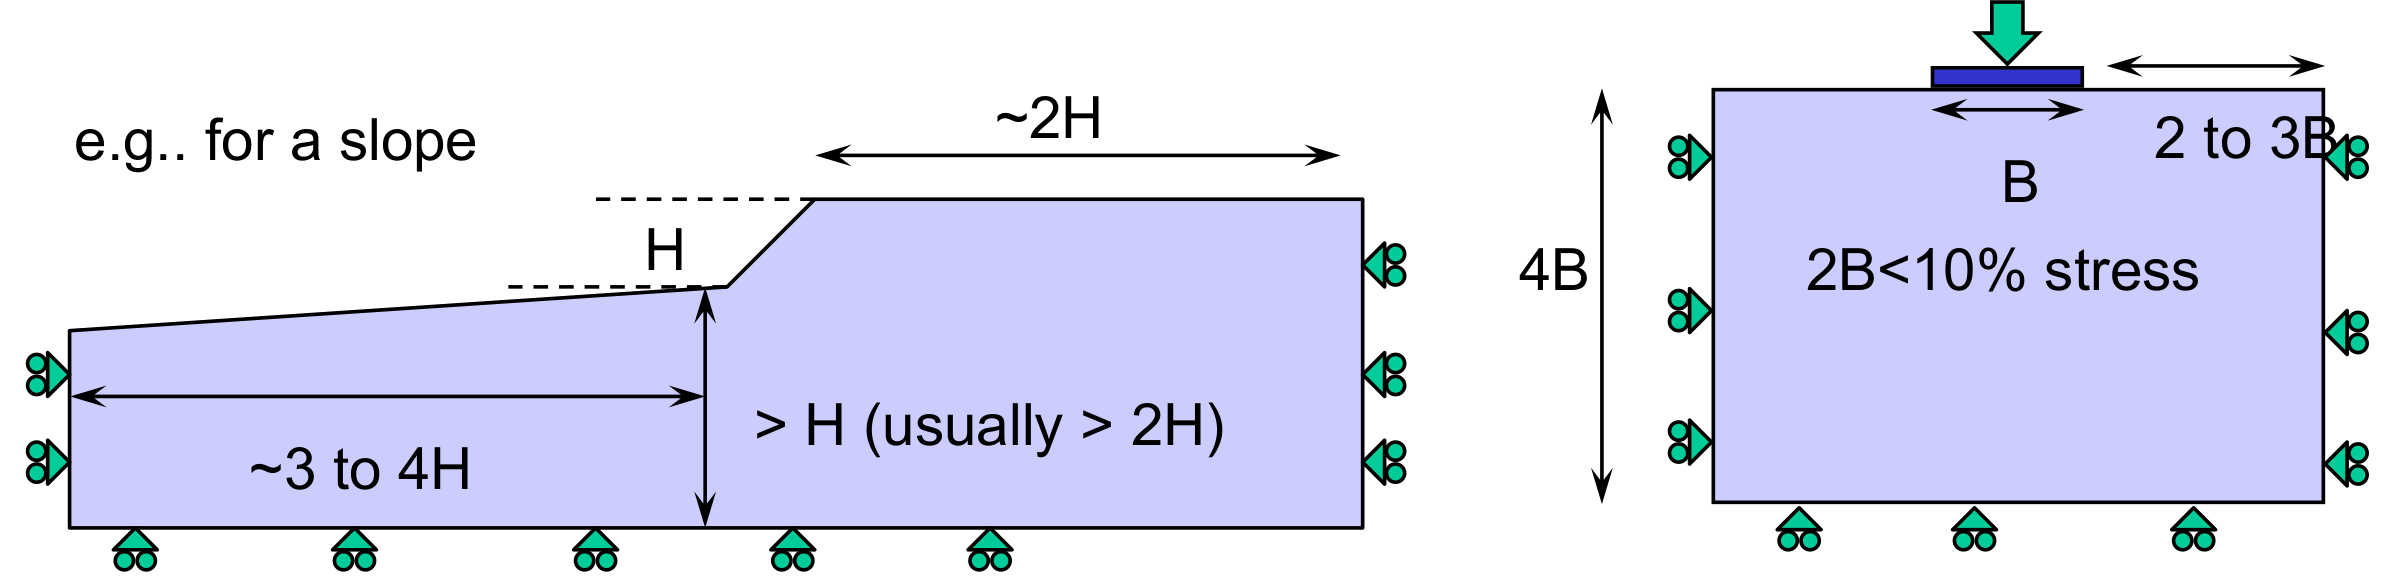 e.g.. for a slope
~2H
H
~3 to 4H
> H (usually > 2H)
2 to 3B
B
4B
2B<10% stress